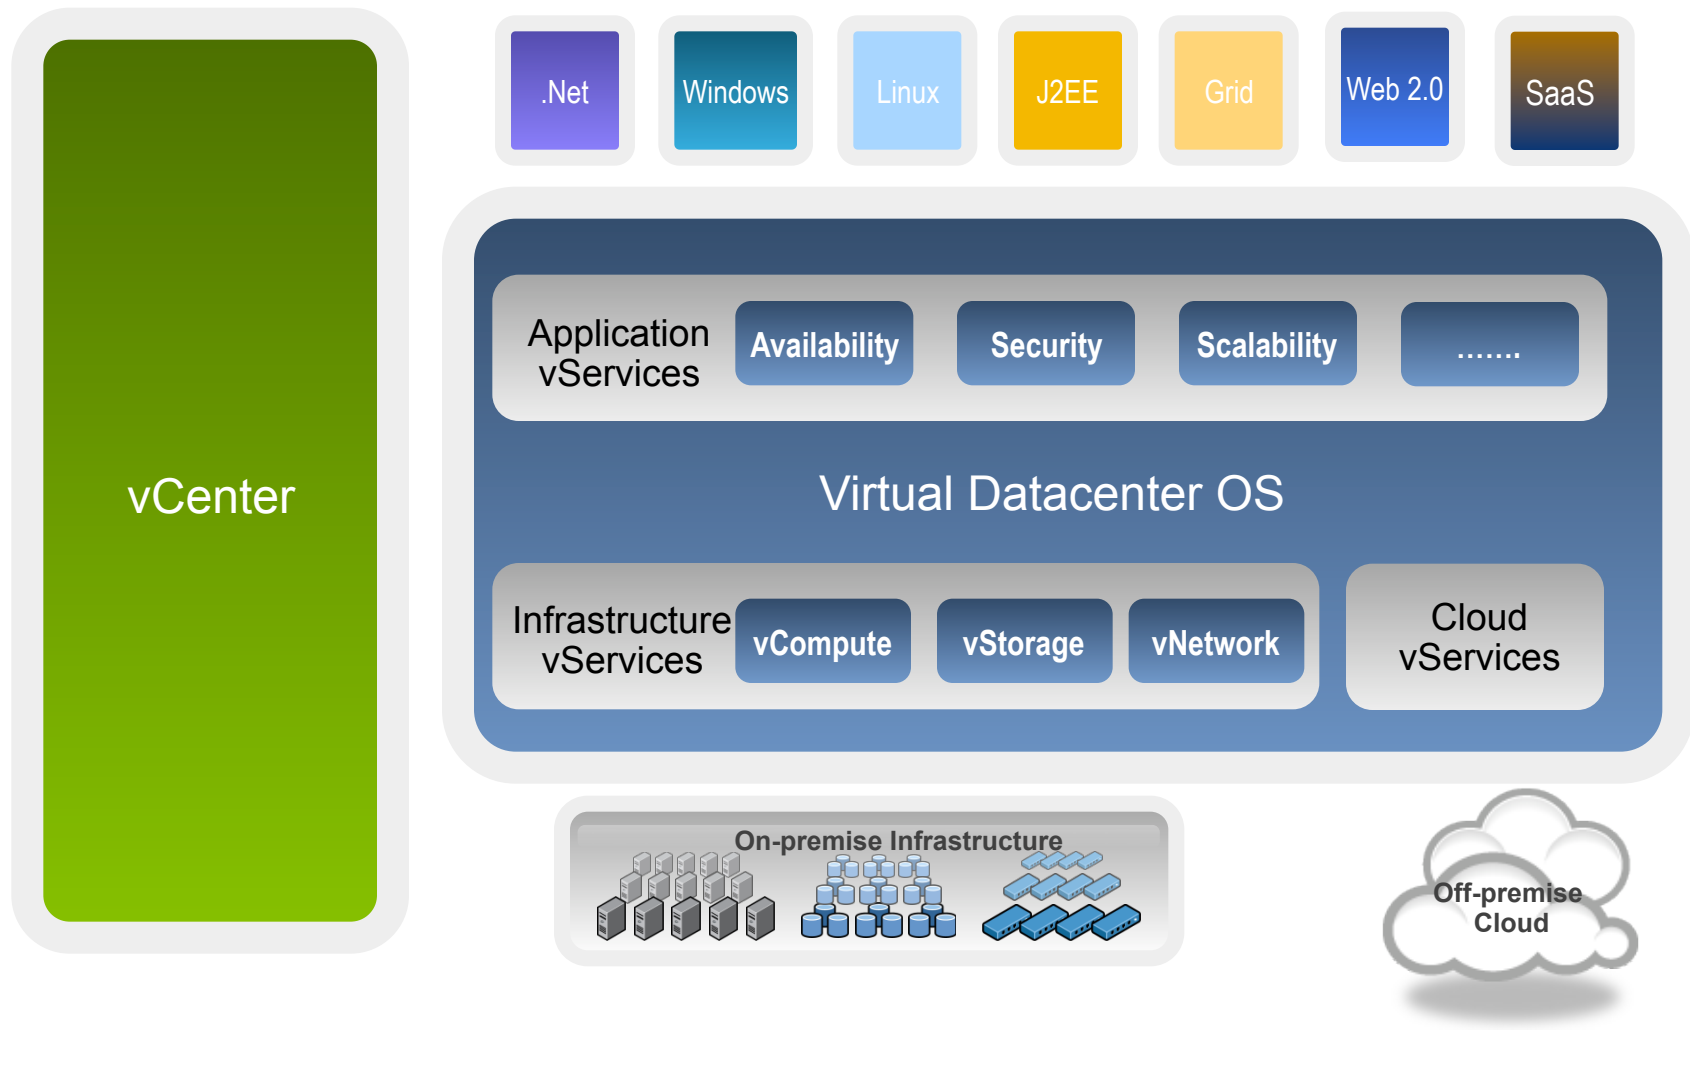 .Net
Windows
Linux
J2EE
Grid
Web 2.0
SaaS
vCenter
Application
vServices
Availability
Security
Scalability
…….
Virtual Datacenter OS
Infrastructure
vServices
vCompute
vStorage
vNetwork
Cloud
vServices
On-premise Infrastructure
Off-premise
Cloud